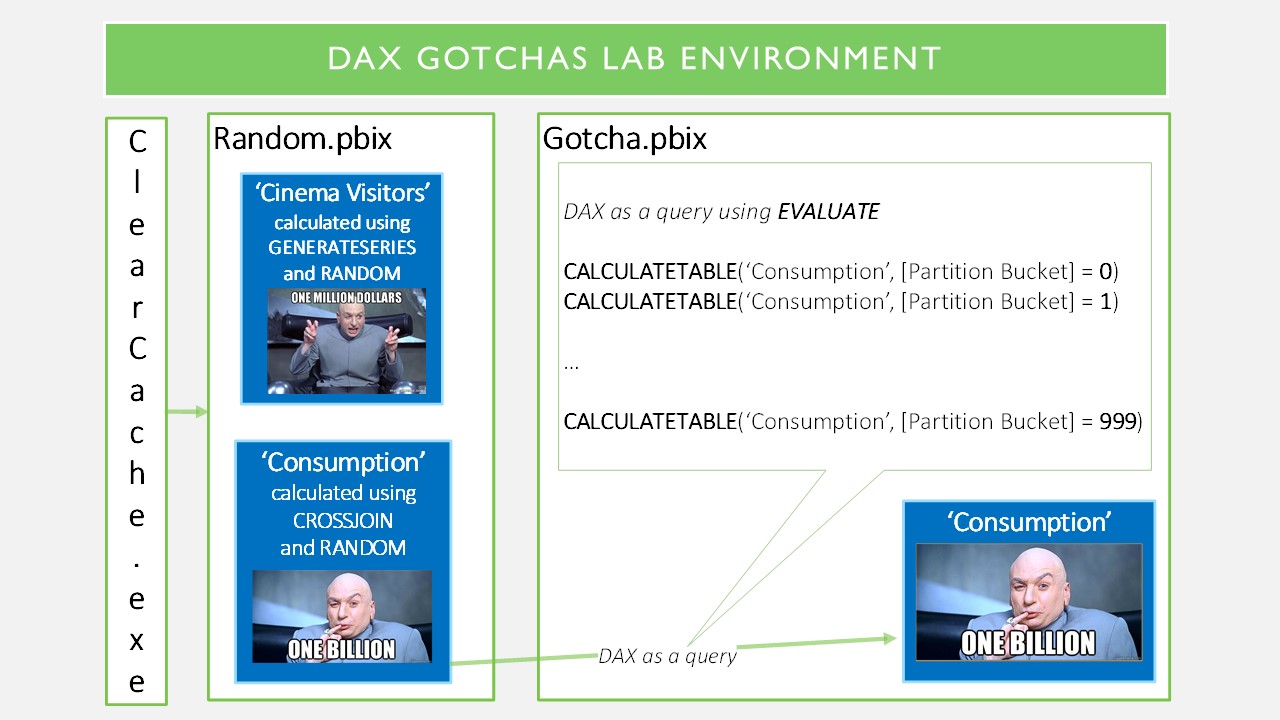 DAX GOTCHAS LAB ENVIRONMENT
C
l
e
a
r
C
a
c
h
e
.
e
x
e
Random.pbix
‘Cinema Visitors’
calculated using
GENERATESERIES
and RANDOM
ONE MILLION DOLLARS
‘Consumption’
calculated using
CROSSJOIN
and RANDOM
ONE BILLION
Gotcha.pbix
DAX as a query using EVALUATE
CALCULATETABLE(‘Consumption’, [Partition Bucket] = 0)
CALCULATETABLE(‘Consumption’, [Partition Bucket] = 1)
...
CALCULATETABLE(‘Consumption’, [Partition Bucket] = 999)
DAX as a query
‘Consumption’
ONE BILLION